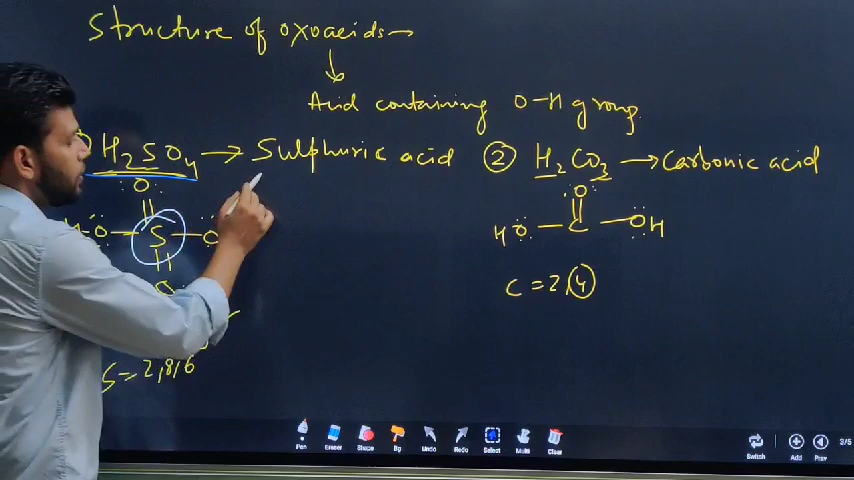 Structure of oxoacids →
Acid containing O-H group
H2SO4 → Sulphuric acid
② H2CO3 → Carbonic acid
O
S
O
O
HO - C - OH
O
C = 2,4
S = 2,8,6
Pen
Eraser
Shape
Bg
Undo
Redo
Select
Multi
Clear
Switch
Add
Prev
3/5